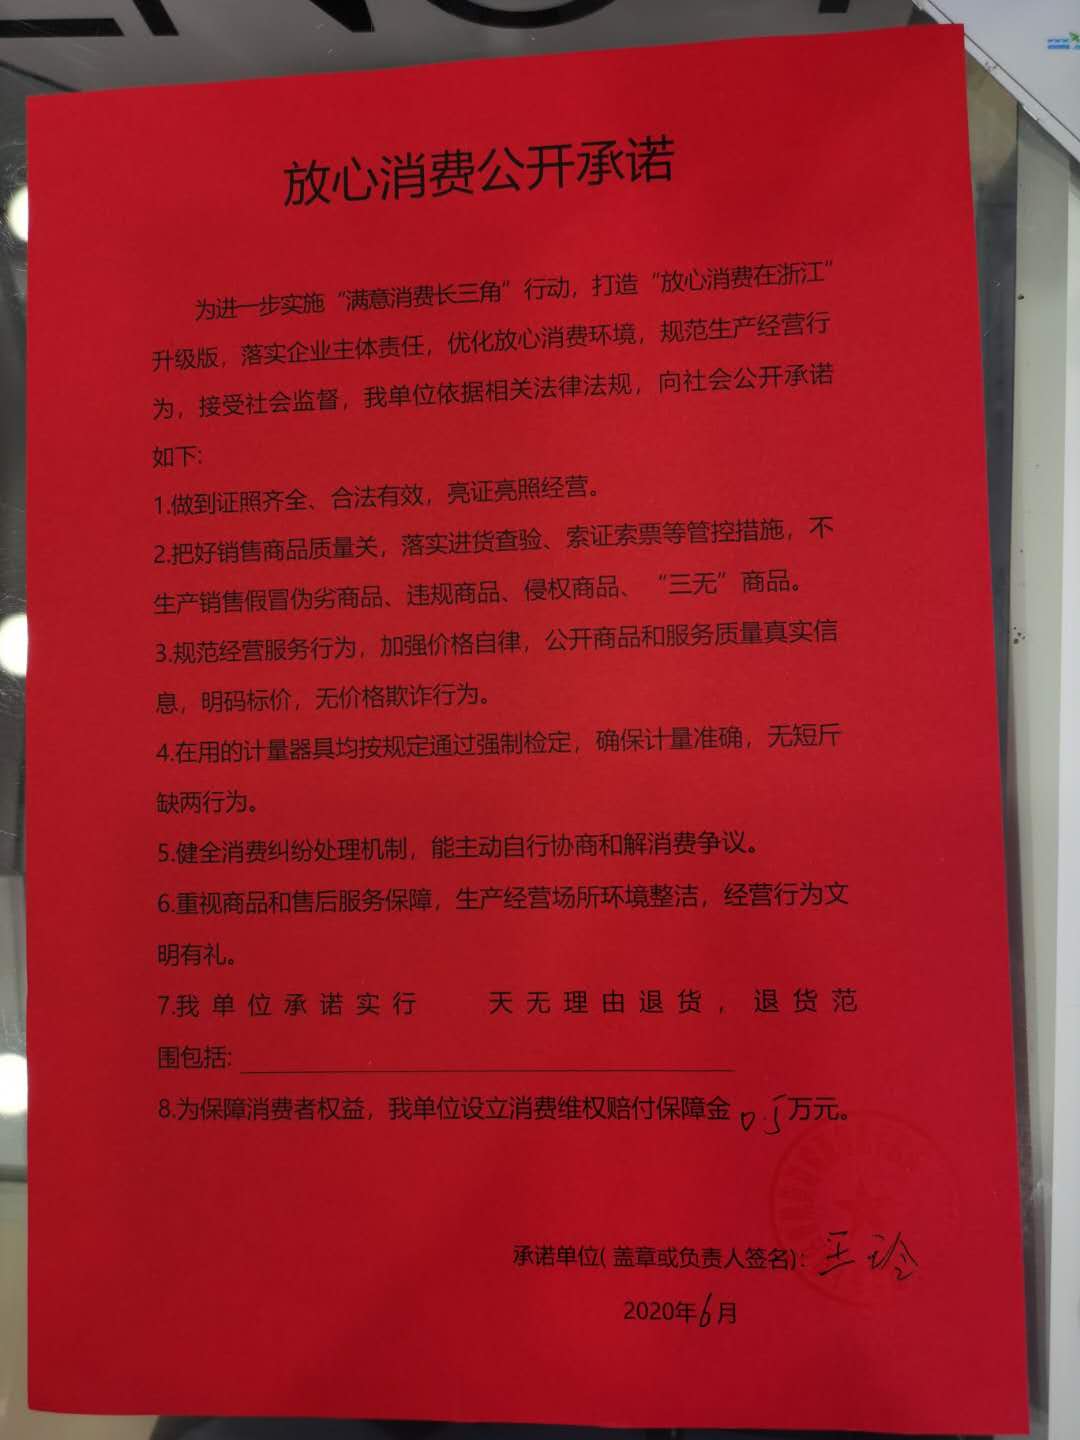 放心消费公开承诺
为进一步实施“满意消费长三角”行动，打造“放心消费在浙江”
升级版，落实企业主体责任，优化放心消费环境，规范生产经营行
为，接受社会监督，我单位依据相关法律法规，向社会公开承诺
如下:
1.做到证照齐全、合法有效，亮证亮照经营。
2.把好销售商品质量关，落实进货查验、索证索票等管控措施，不
生产销售假冒伪劣商品、违规商品、侵权商品、“三无”商品。
3.规范经营服务行为，加强价格自律，公开商品和服务质量真实信
息，明码标价，无价格欺诈行为。
4.在用的计量器具均按规定通过强制检定，确保计量准确，无短斤
缺两行为。
5.健全消费纠纷处理机制，能主动自行协商和解消费争议。
6.重视商品和售后服务保障，生产经营场所环境整洁，经营行为文
明有礼。
7.我单位承诺实行 天无理由退货，退货范
围包括:
8.为保障消费者权益，我单位设立消费维权赔付保障金0.5万元。
承诺单位(盖章或负责人签名): 王玲
2020年6月